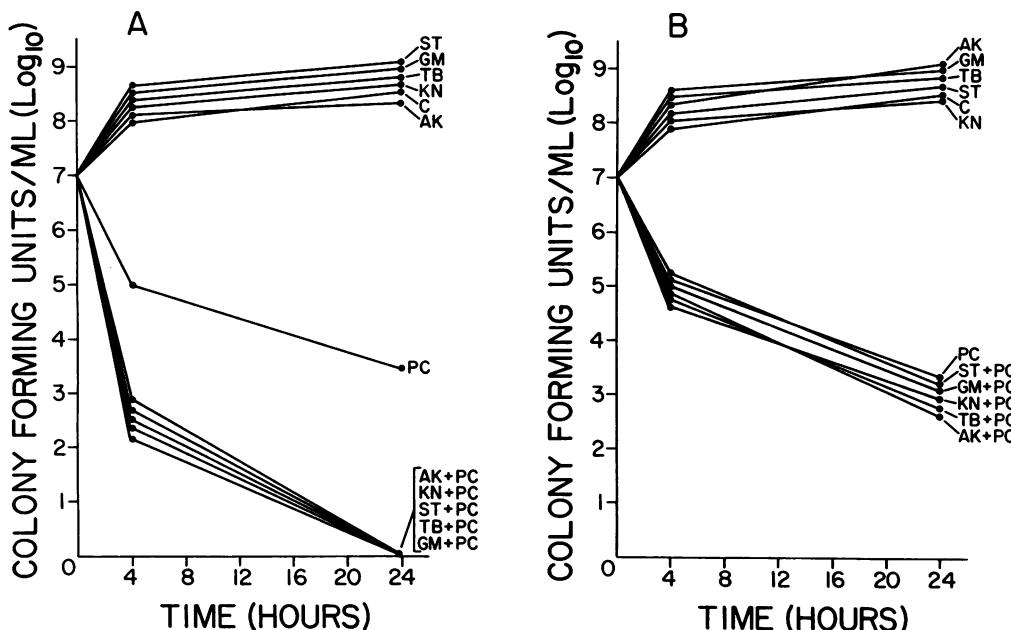 A
COLONY FORMING UNITS/ML (Log10)
9
8
7
6
5
4
3
2
1
0
4
8
12
16
20
24
TIME (HOURS)
ST
GM
TB
KN
C
AK
PC
AK+PC
KN+PC
ST+PC
TB+PC
GM+PC
B
COLONY FORMING UNITS/ML (Log10)
9
8
7
6
5
4
3
2
1
0
4
8
12
16
20
24
TIME (HOURS)
AK
GM
TB
ST
C
KN
PC
ST+PC
GM+PC
KN+PC
TB+PC
AK+PC